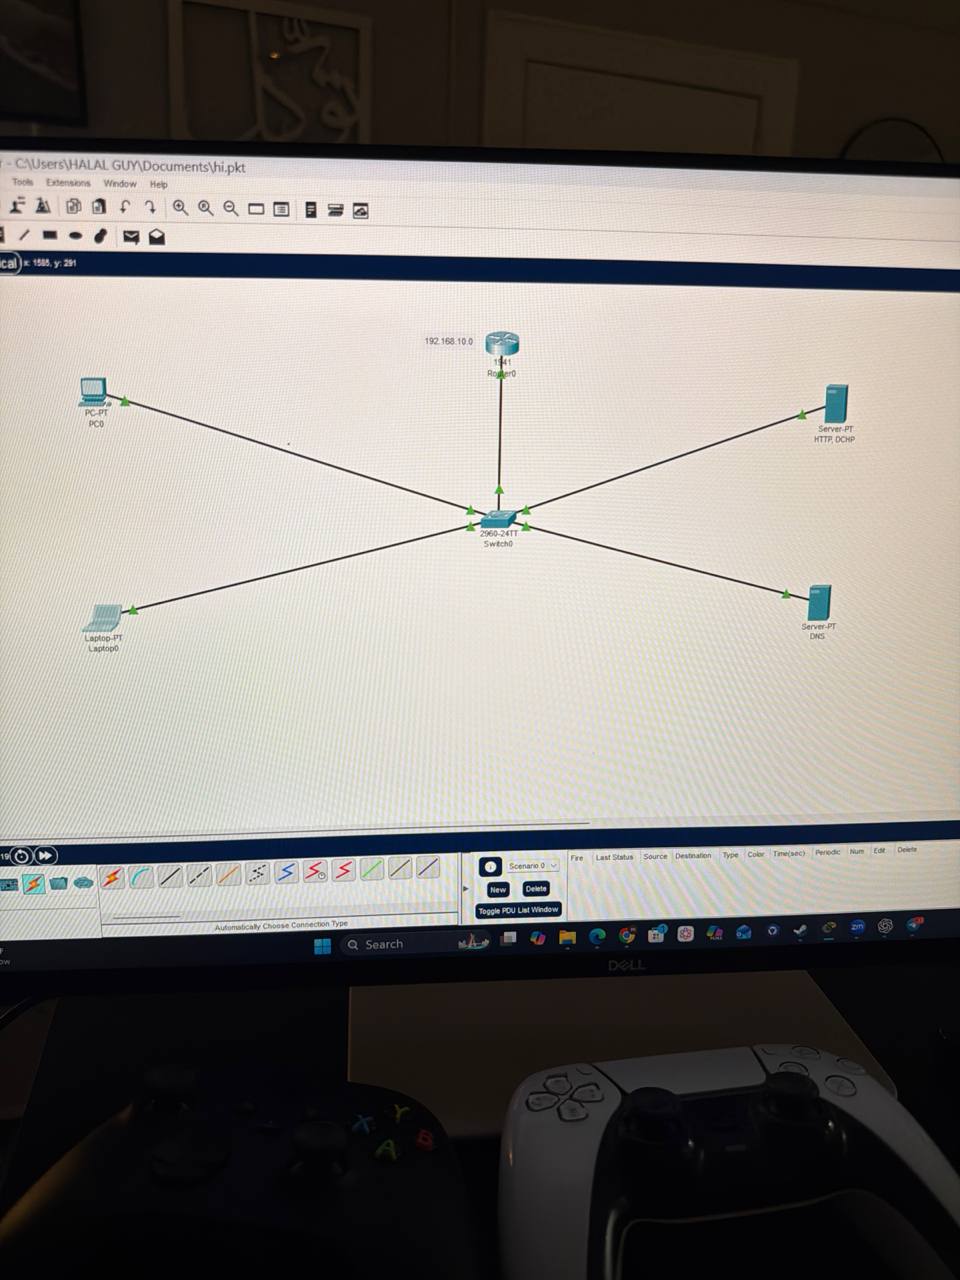 - C:\Users\HALAL GUY\Documents\hi.pkt
Tools Extensions Window Help
cal x: 1585, y: 291
192.168.10.0
1941
Router0
PC-PT
PC0
Server-PT
HTTP, DCHP
2960-24TT
Switch0
Laptop-PT
Laptop0
Server-PT
DNS
Scenario 0
New Delete
Toggle PDU List Window
Fire Last Status Source Destination Type Color Time(sec) Periodic Num Edit Delete
Automatically Choose Connection Type
Search
DELL
Y
X B
A